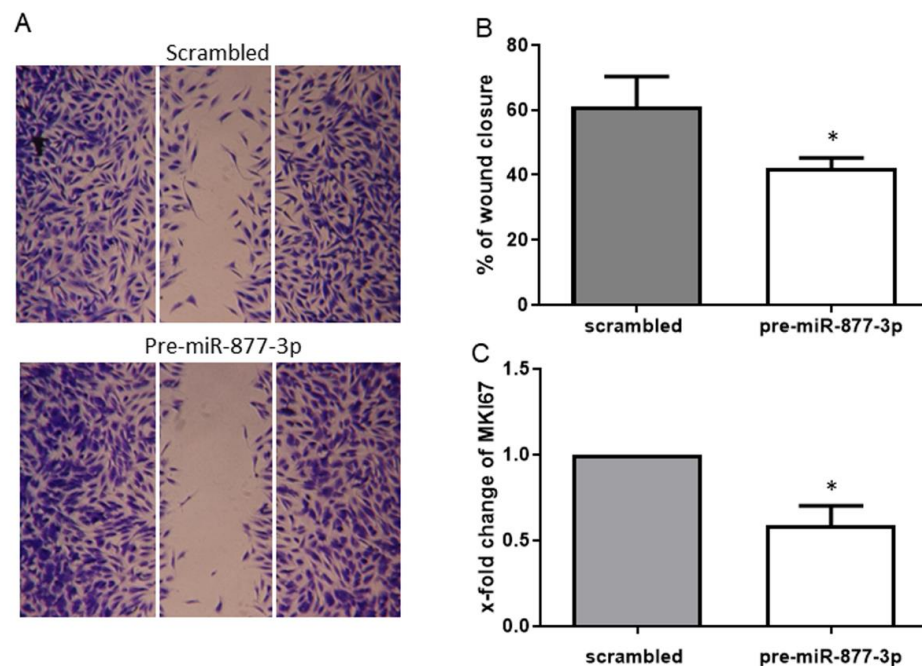 A
Scrambled
Pre-miR-877-3p
B
% of wound closure
80
60
40
20
0
*
scrambled
pre-miR-877-3p
C
x-fold change of MKI67
1.5
1.0
0.5
0.0
*
scrambled
pre-miR-877-3p